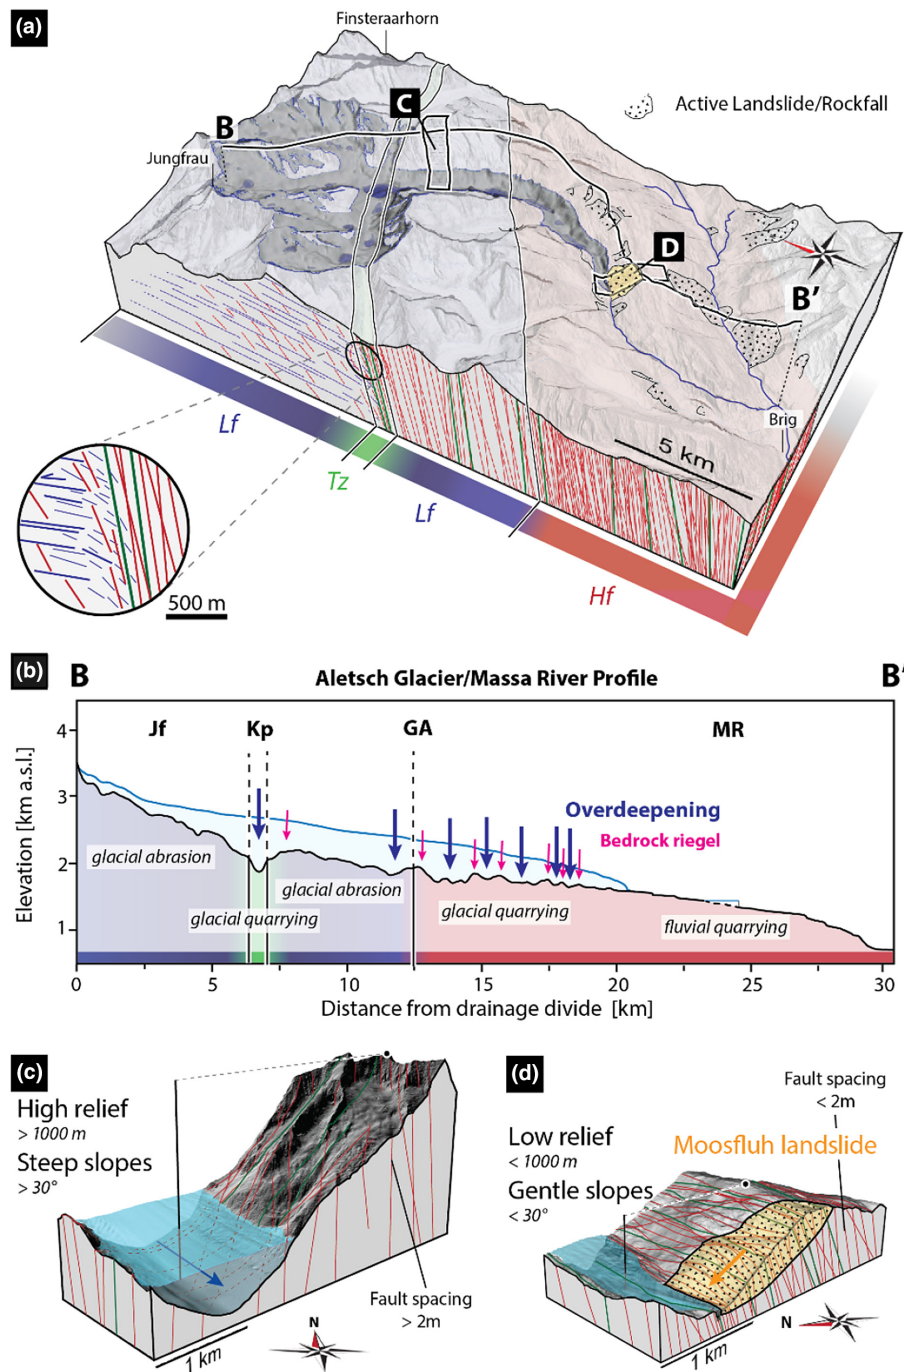 (a)
Finsteraarhorn
Active Landslide/Rockfall
C
B
Jungfrau
D
B'
Brig
5 km
Lf
Tz
Lf
Hf
500 m
(b)
B
Aletsch Glacier/Massa River Profile
B'
Jf
Kp
GA
MR
Elevation [km a.s.l.]
4
3
2
1
Overdeepening
Bedrock riegel
glacial abrasion
glacial abrasion
glacial quarrying
glacial quarrying
fluvial quarrying
0
5
10
15
20
25
30
Distance from drainage divide [km]
(c)
High relief
> 1000 m
Steep slopes
> 30°
Fault spacing
> 2m
1 km
N
(d)
Fault spacing
< 2m
Low relief
< 1000 m
Moosfluh landslide
Gentle slopes
< 30°
N
1 km